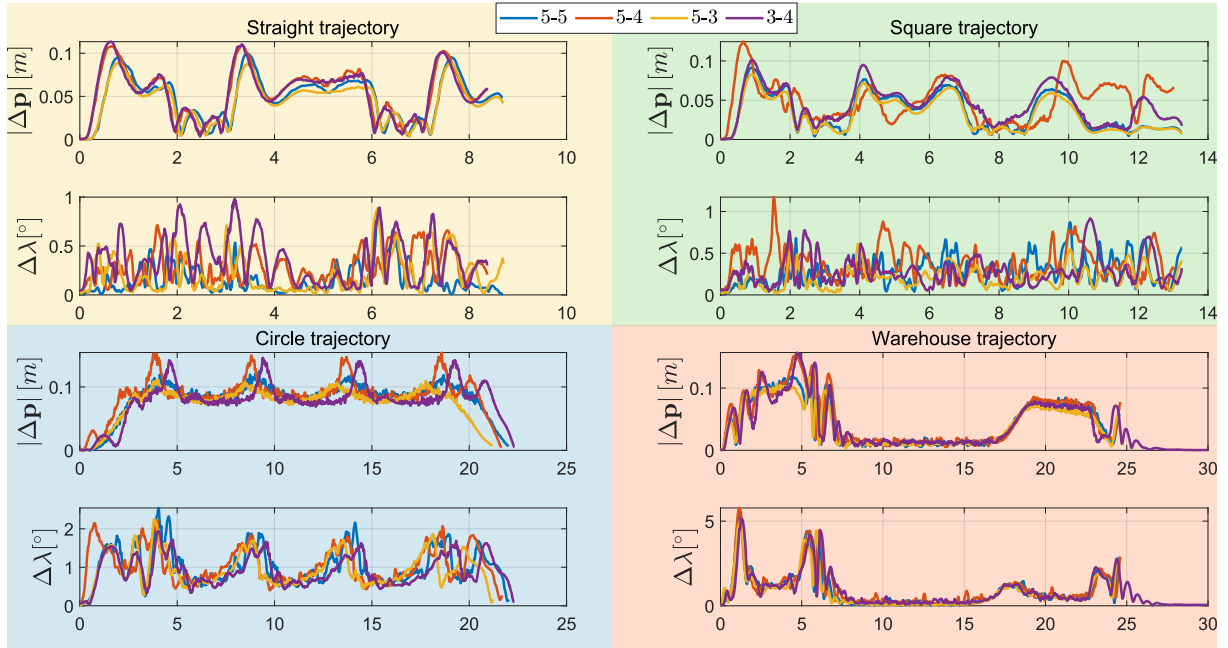 5-5 5-4 5-3 3-4
Straight trajectory
|Δp| [m]
0.1
0.05
0
0 2 4 6 8 10
Δλ[°]
1
0.5
0
0 2 4 6 8 10
Square trajectory
|Δp| [m]
0.1
0.05
0
0 2 4 6 8 10 12 14
Δλ[°]
1
0.5
0
0 2 4 6 8 10 12 14
Circle trajectory
|Δp| [m]
0.1
0
0 5 10 15 20 25
Δλ[°]
2
1
0
0 5 10 15 20 25
Warehouse trajectory
|Δp| [m]
0.1
0
0 5 10 15 20 25 30
Δλ[°]
5
0
0 5 10 15 20 25 30